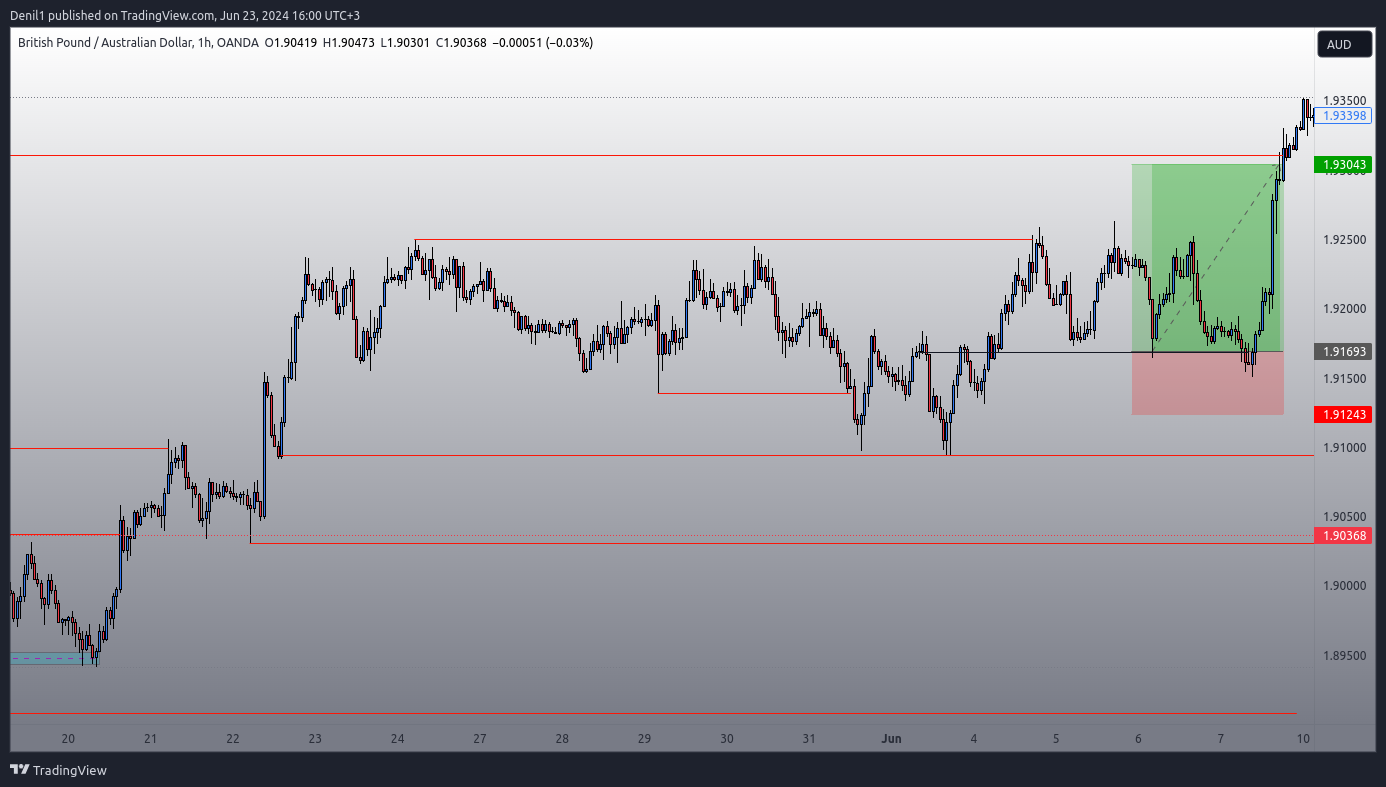 Denil1 published on TradingView.com, Jun 23, 2024 16:00 UTC+3
British Pound / Australian Dollar, 1h, OANDA O1.90419 H1.90473 L1.90301 C1.90368 −0.00051 (−0.03%)
AUD
1.93500
1.93398
1.93043
1.93000
1.92500
1.92000
1.91693
1.91500
1.91243
1.91000
1.90500
1.90368
1.90000
1.89500
20 21 22 23 24 27 28 29 30 31 Jun 4 5 6 7 10
TradingView